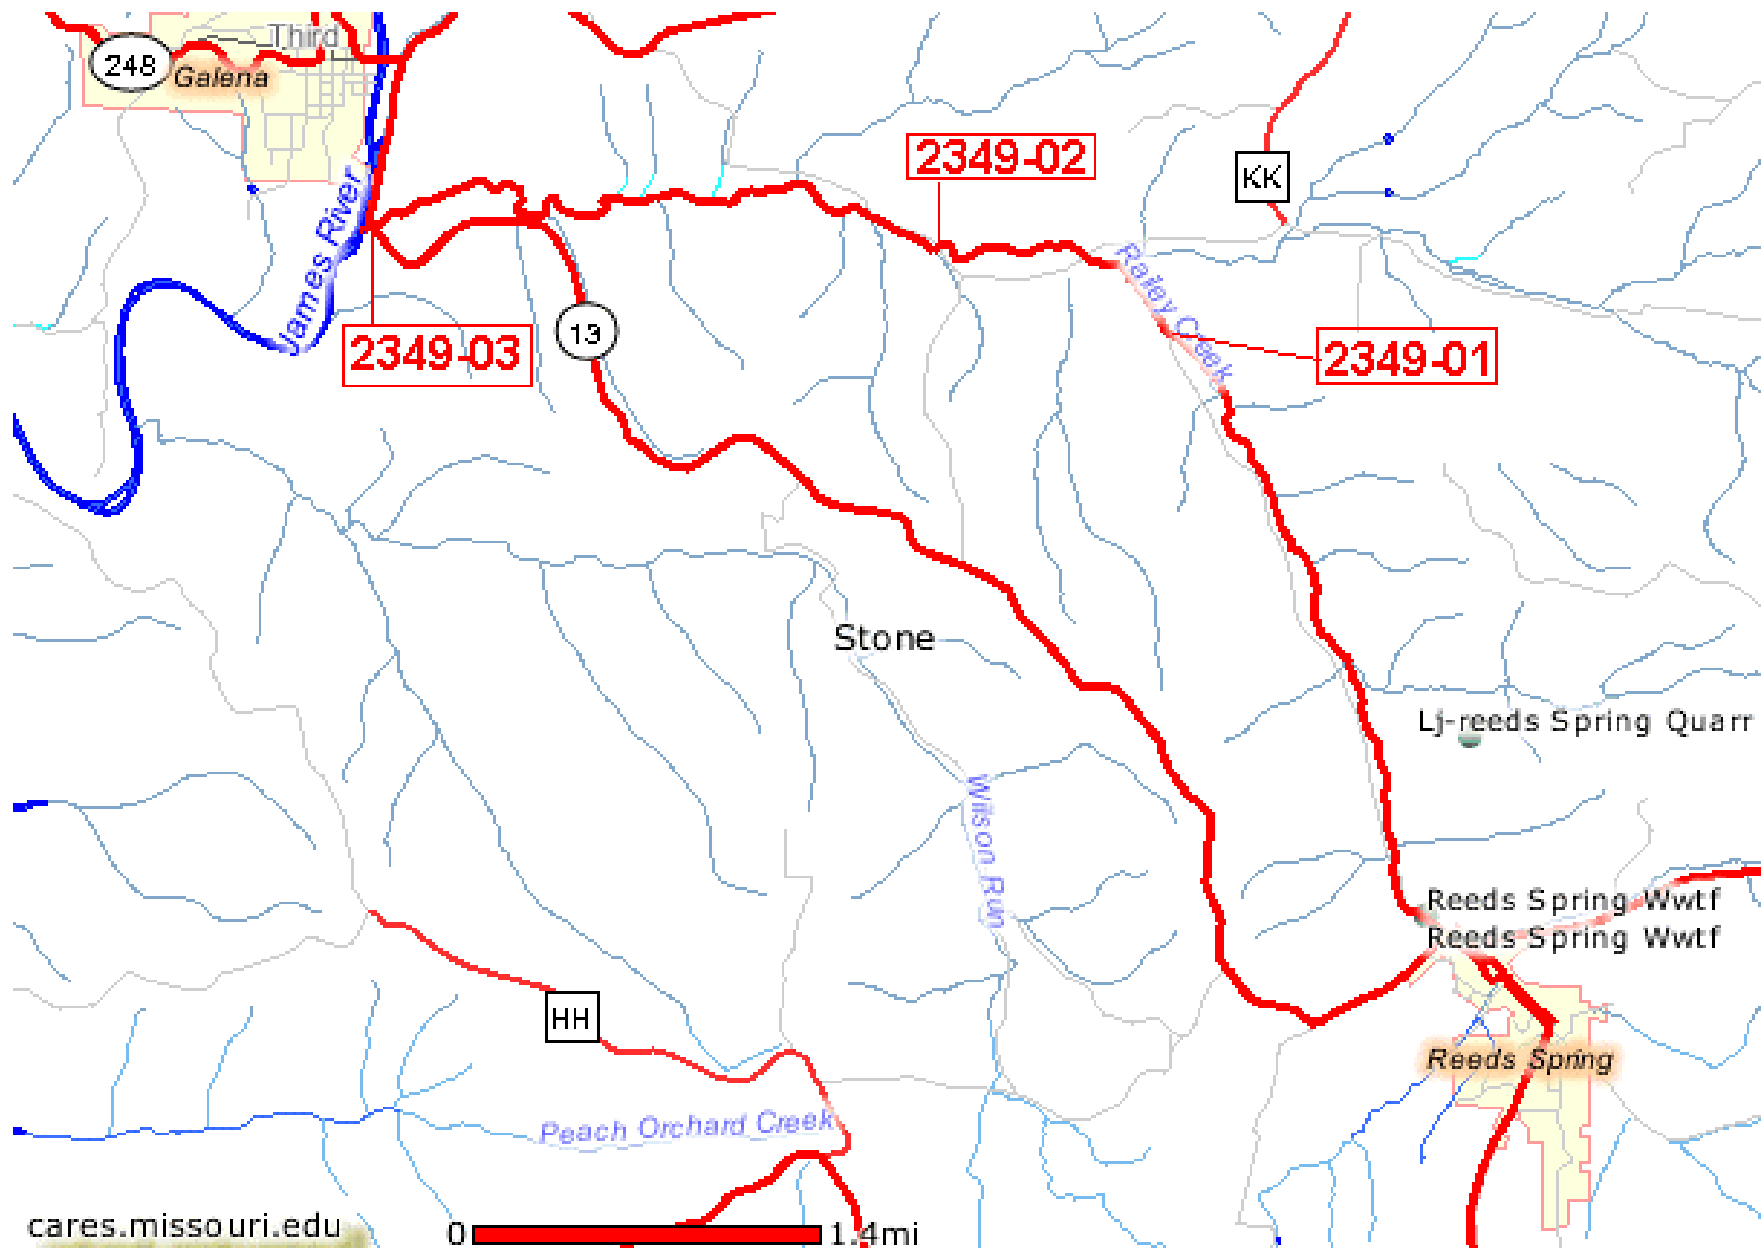 Third
248
Galena
2349-02
KK
James River
Railey Creek
13
2349-03
2349-01
Stone
Lj-reeds Spring Quarr
Wilson Run
Reeds Spring Wwtf
Reeds Spring Wwtf
HH
Reeds Spring
Peach Orchard Creek
cares.missouri.edu
0 1.4mi